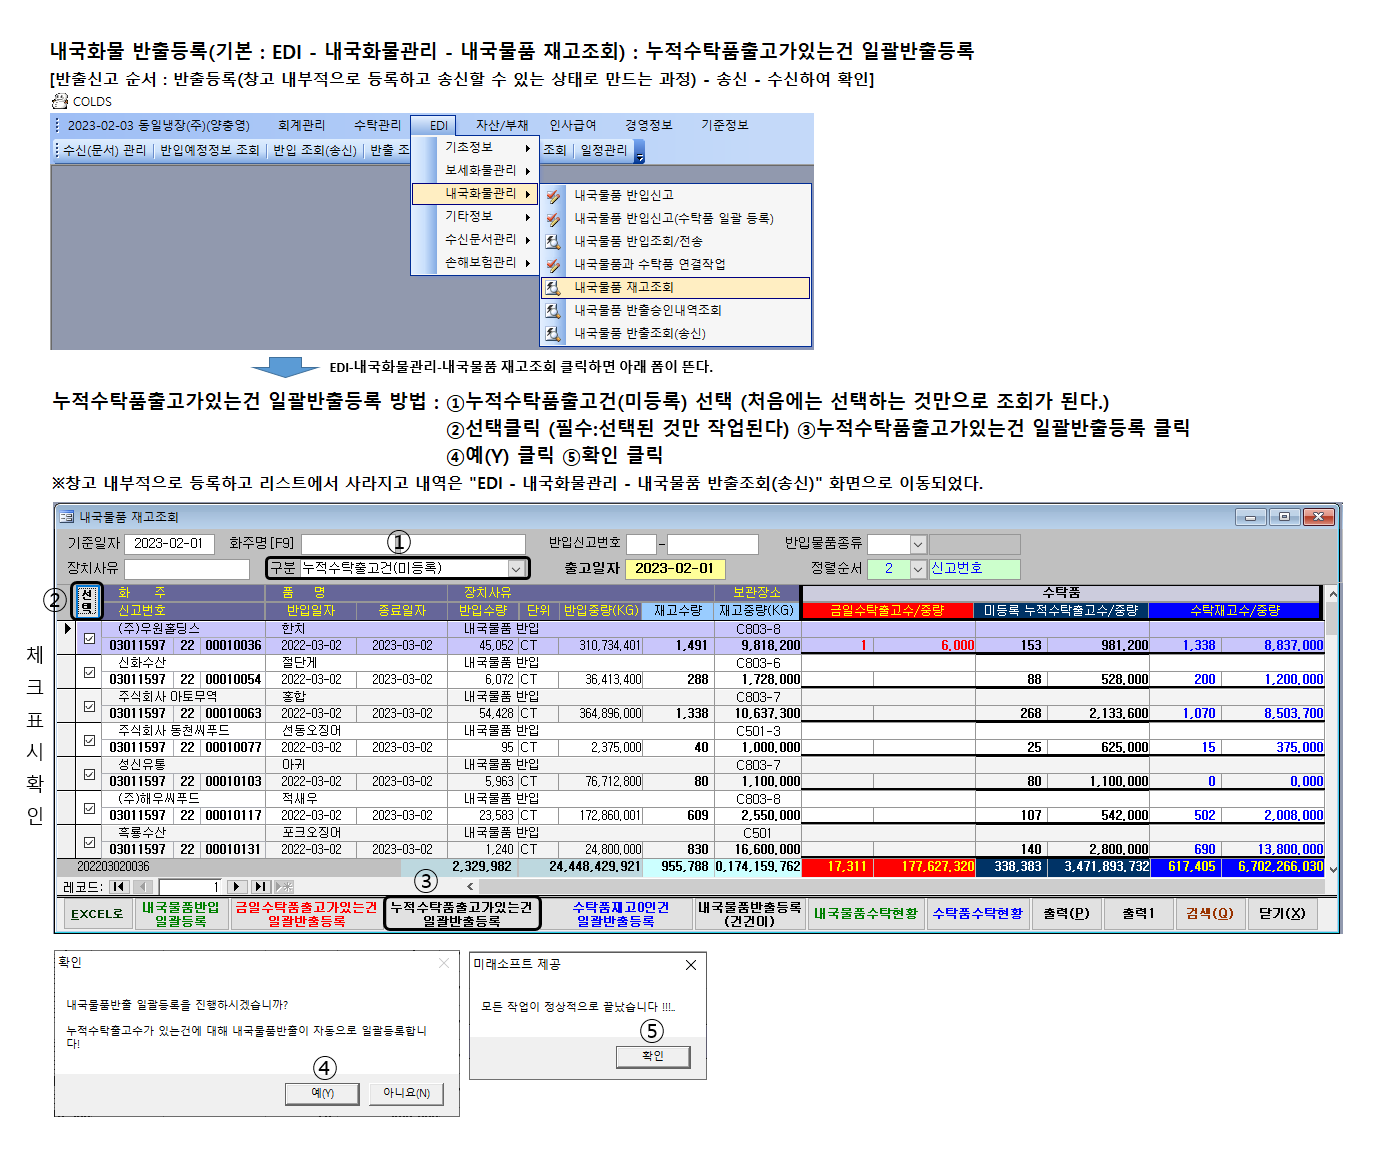 내국화물 반출등록(기본 : EDI - 내국화물관리 - 내국물품 재고조회) : 누적수탁품출고가있는건 일괄반출등록
[반출신고 순서 : 반출등록(창고 내부적으로 등록하고 송신할 수 있는 상태로 만드는 과정) - 송신 - 수신하여 확인]
COLDS
2023-02-03 동일냉장(주)(양충영) 회계관리 수탁관리 EDI 자산/부채 인사급여 경영정보 기준정보
수신(문서) 관리 반입예정정보 조회 반입 조회(송신) 반출 조 조회 일정관리
기초정보
보세화물관리
내국화물관리
기타정보
수신문서관리
손해보험관리
내국물품 반입신고
내국물품 반입신고(수탁품 일괄 등록)
내국물품 반입조회/전송
내국물품과 수탁품 연결작업
내국물품 재고조회
내국물품 반출승인내역조회
내국물품 반출조회(송신)
EDI-내국화물관리-내국물품 재고조회 클릭하면 아래 폼이 뜬다.
누적수탁품출고가있는건 일괄반출등록 방법 : ①누적수탁품출고건(미등록) 선택 (처음에는 선택하는 것만으로 조회가 된다.)
②선택클릭 (필수:선택된 것만 작업된다) ③누적수탁품출고가있는건 일괄반출등록 클릭
④예(Y) 클릭 ⑤확인 클릭
※창고 내부적으로 등록하고 리스트에서 사라지고 내역은 "EDI - 내국화물관리 - 내국물품 반출조회(송신)" 화면으로 이동되었다.
내국물품 재고조회
기준일자 2023-02-01 화주명[F9] ① 반입신고번호 - 반입물품종류
장치사유 구분 누적수탁출고건(미등록) 출고일자 2023-02-01 정렬순서 2 신고번호
② 선택 화 주 품 명 장치사유 보관장소 수탁품
신고번호 반입일자 종료일자 반입수량 단위 반입중량(KG) 재고수량 재고중량(KG) 금일수탁출고수/중량 미등록 누적수탁출고수/중량 수탁재고수/중량
(주)우원홀딩스 한치 내국물품 반입 C803-8
03011597 22 00010036 2022-03-02 2023-03-02 45,052 CT 310,734,401 1,491 9,818,200 1 6,000 153 981,200 1,338 8,837,000
신화수산 절단게 내국물품 반입 C803-6
03011597 22 00010054 2022-03-02 2023-03-02 6,072 CT 36,413,400 288 1,728,000 88 528,000 200 1,200,000
주식회사 아토무역 홍합 내국물품 반입 C803-7
03011597 22 00010063 2022-03-02 2023-03-02 54,428 CT 364,896,000 1,338 10,637,300 268 2,133,600 1,070 8,503,700
주식회사 동천씨푸드 선동오징어 내국물품 반입 C501-3
03011597 22 00010077 2022-03-02 2023-03-02 95 CT 2,375,000 40 1,000,000 25 625,000 15 375,000
성신유통 아귀 내국물품 반입 C803-7
03011597 22 00010103 2022-03-02 2023-03-02 5,963 CT 76,712,800 80 1,100,000 80 1,100,000 0 0,000
(주)해우씨푸드 적새우 내국물품 반입 C803-8
03011597 22 00010117 2022-03-02 2023-03-02 23,583 CT 172,860,001 609 2,550,000 107 542,000 502 2,008,000
흑룡수산 포크오징어 내국물품 반입 C501
03011597 22 00010131 2022-03-02 2023-03-02 1,240 CT 24,800,000 830 16,600,000 140 2,800,000 690 13,800,000
202203020036 2,329,982 24,448,429,921 955,788 0,174,159,762 17,311 177,627,320 338,383 3,471,893,732 617,405 6,702,266,030
체크표시확인
레코드: 1 ③
EXCEL로 내국물품반입 일괄등록 금일수탁품출고가있는건 일괄반출등록 누적수탁품출고가있는건 일괄반출등록 수탁품재고0인건 일괄반출등록 내국물품반출등록 (건건이) 내국물품수탁현황 수탁품수탁현황 출력(P) 출력1 검색(Q) 닫기(X)
확인
내국물품반출 일괄등록을 진행하시겠습니까?
누적수탁출고수가 있는건에 대해 내국물품반출이 자동으로 일괄등록합니
다!
④
예(Y) 아니요(N)
미래소프트 제공
모든 작업이 정상적으로 끝났습니다 !!!..
⑤
확인